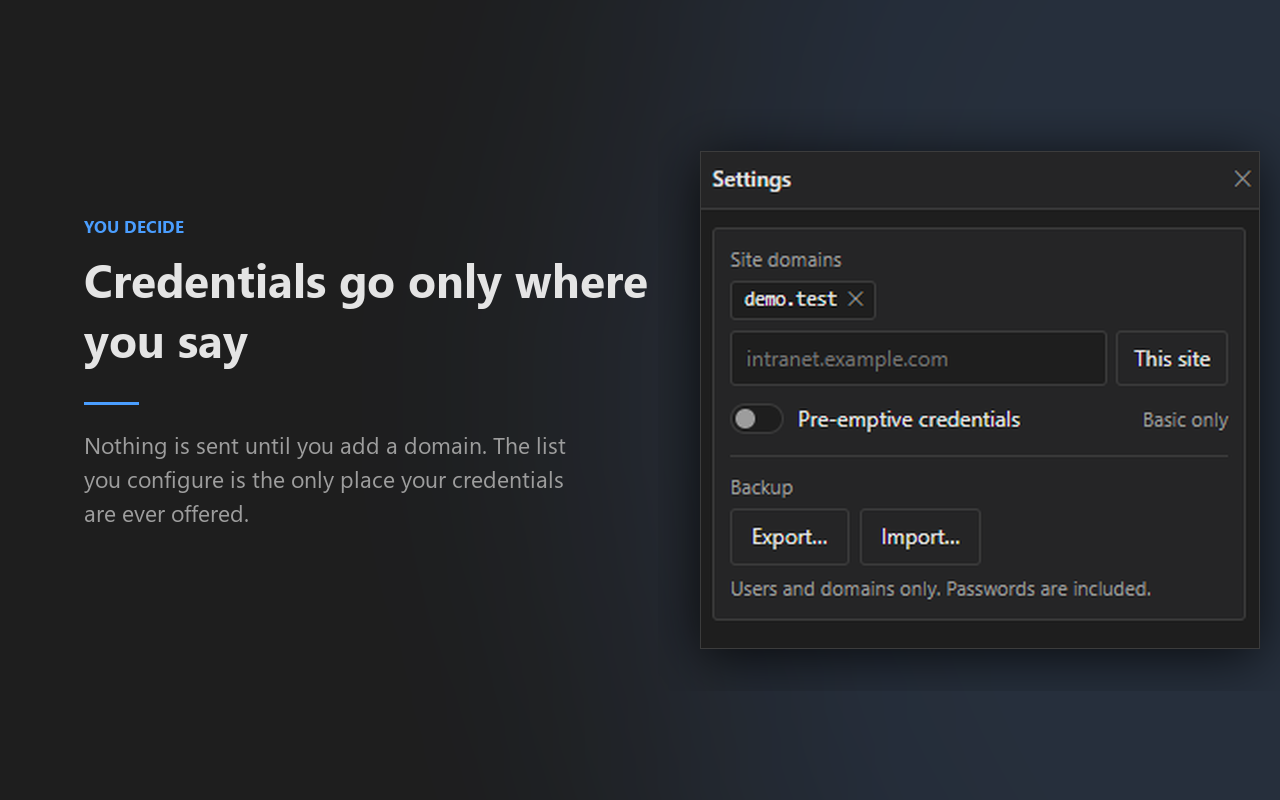 YOU DECIDE
Credentials go only where
you say
Nothing is sent until you add a domain. The list
you configure is the only place your credentials
are ever offered.
Settings
Site domains
demo.test
intranet.example.com
This site
Pre-emptive credentials
Basic only
Backup
Export...
Import...
Users and domains only. Passwords are included.